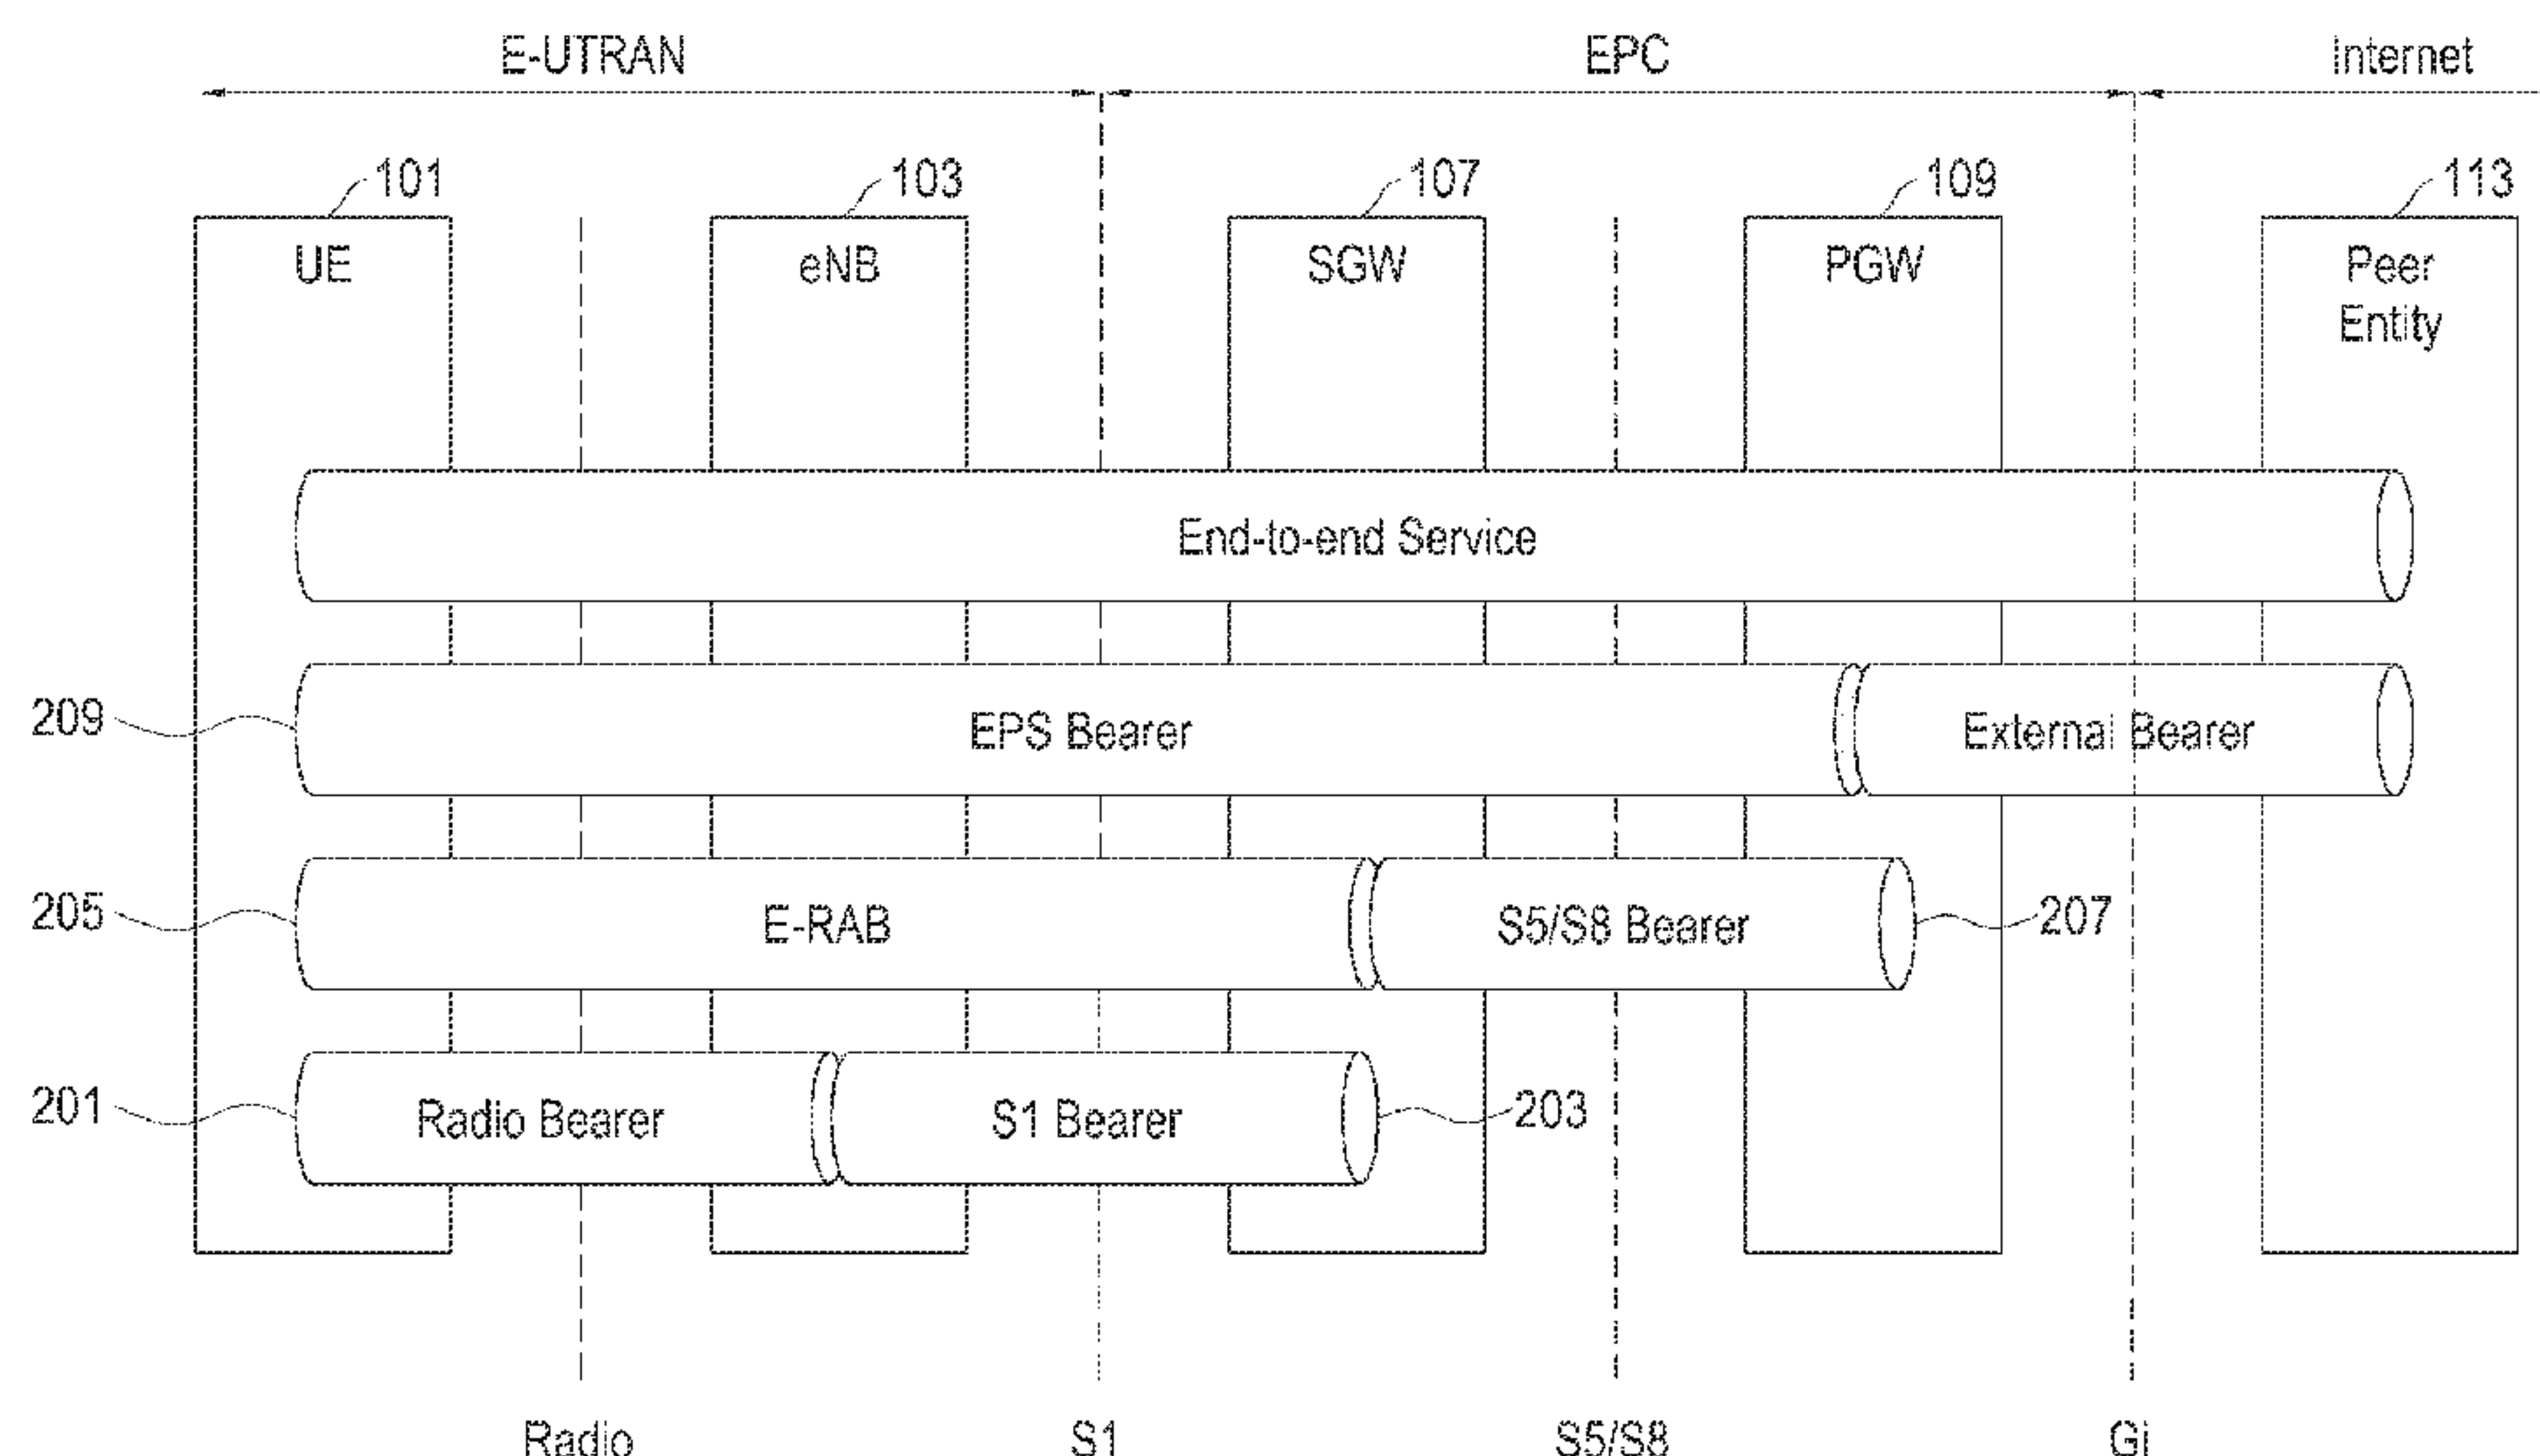 E-UTRAN
EPC
Internet
101
103
107
109
113
UE
eNB
SGW
PGW
Peer
Entity
End-to-end Service
209
EPS Bearer
External Bearer
205
E-RAB
S5/S8 Bearer
207
201
Radio Bearer
S1 Bearer
203
Radio
S1
S5/S8
Gi